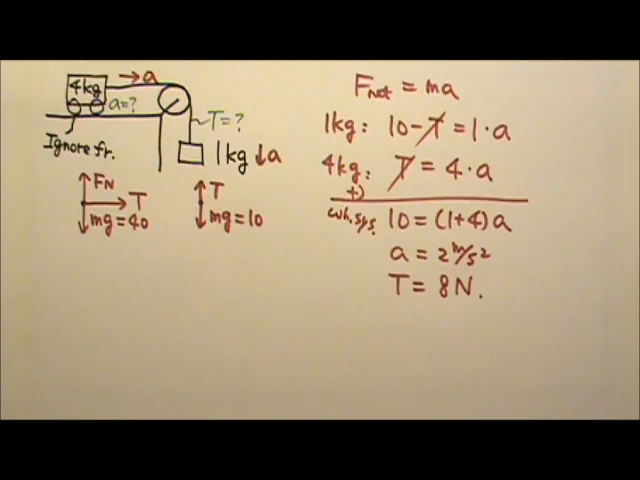 4kg
→a
a=?
T=?
1kg ↓a
Ignore fr.
FN
T
mg=40
T
mg=10
Fnet = ma
1kg: 10-T=1·a
4kg: T=4·a
+)
wh.sys. 10=(1+4)a
a=2m/s²
T=8N.